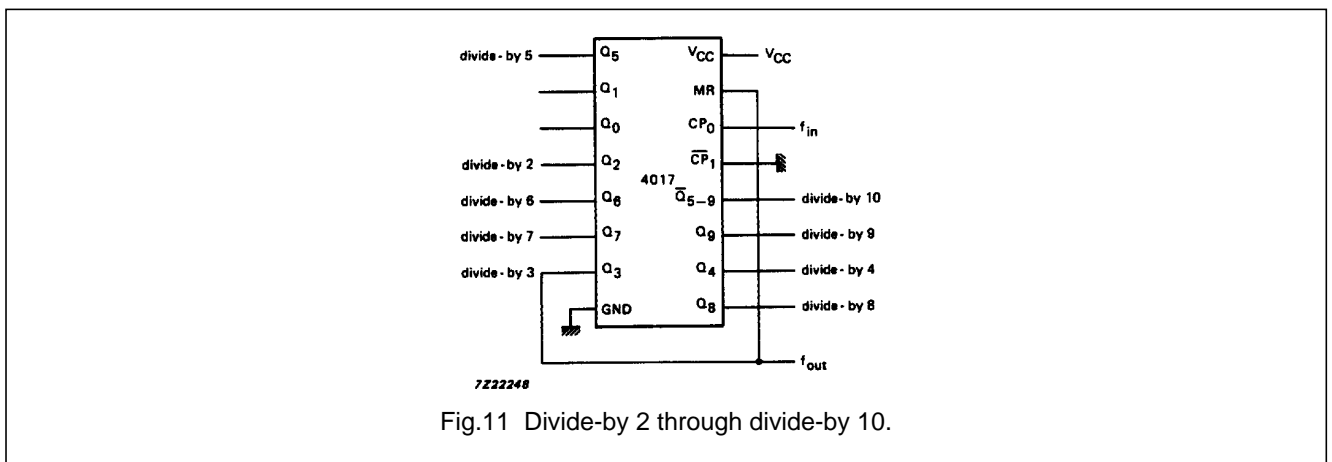 divide-by 5 Q5 VCC VCC
Q1 MR
Q0 CP0 fin
divide-by 2 Q2 C̅P̅1
4017
divide-by 6 Q6 Q̅5–9 divide-by 10
divide-by 7 Q7 Q9 divide-by 9
divide-by 3 Q3 Q4 divide-by 4
GND Q8 divide-by 8
fout
7Z22248
Fig.11 Divide-by 2 through divide-by 10.